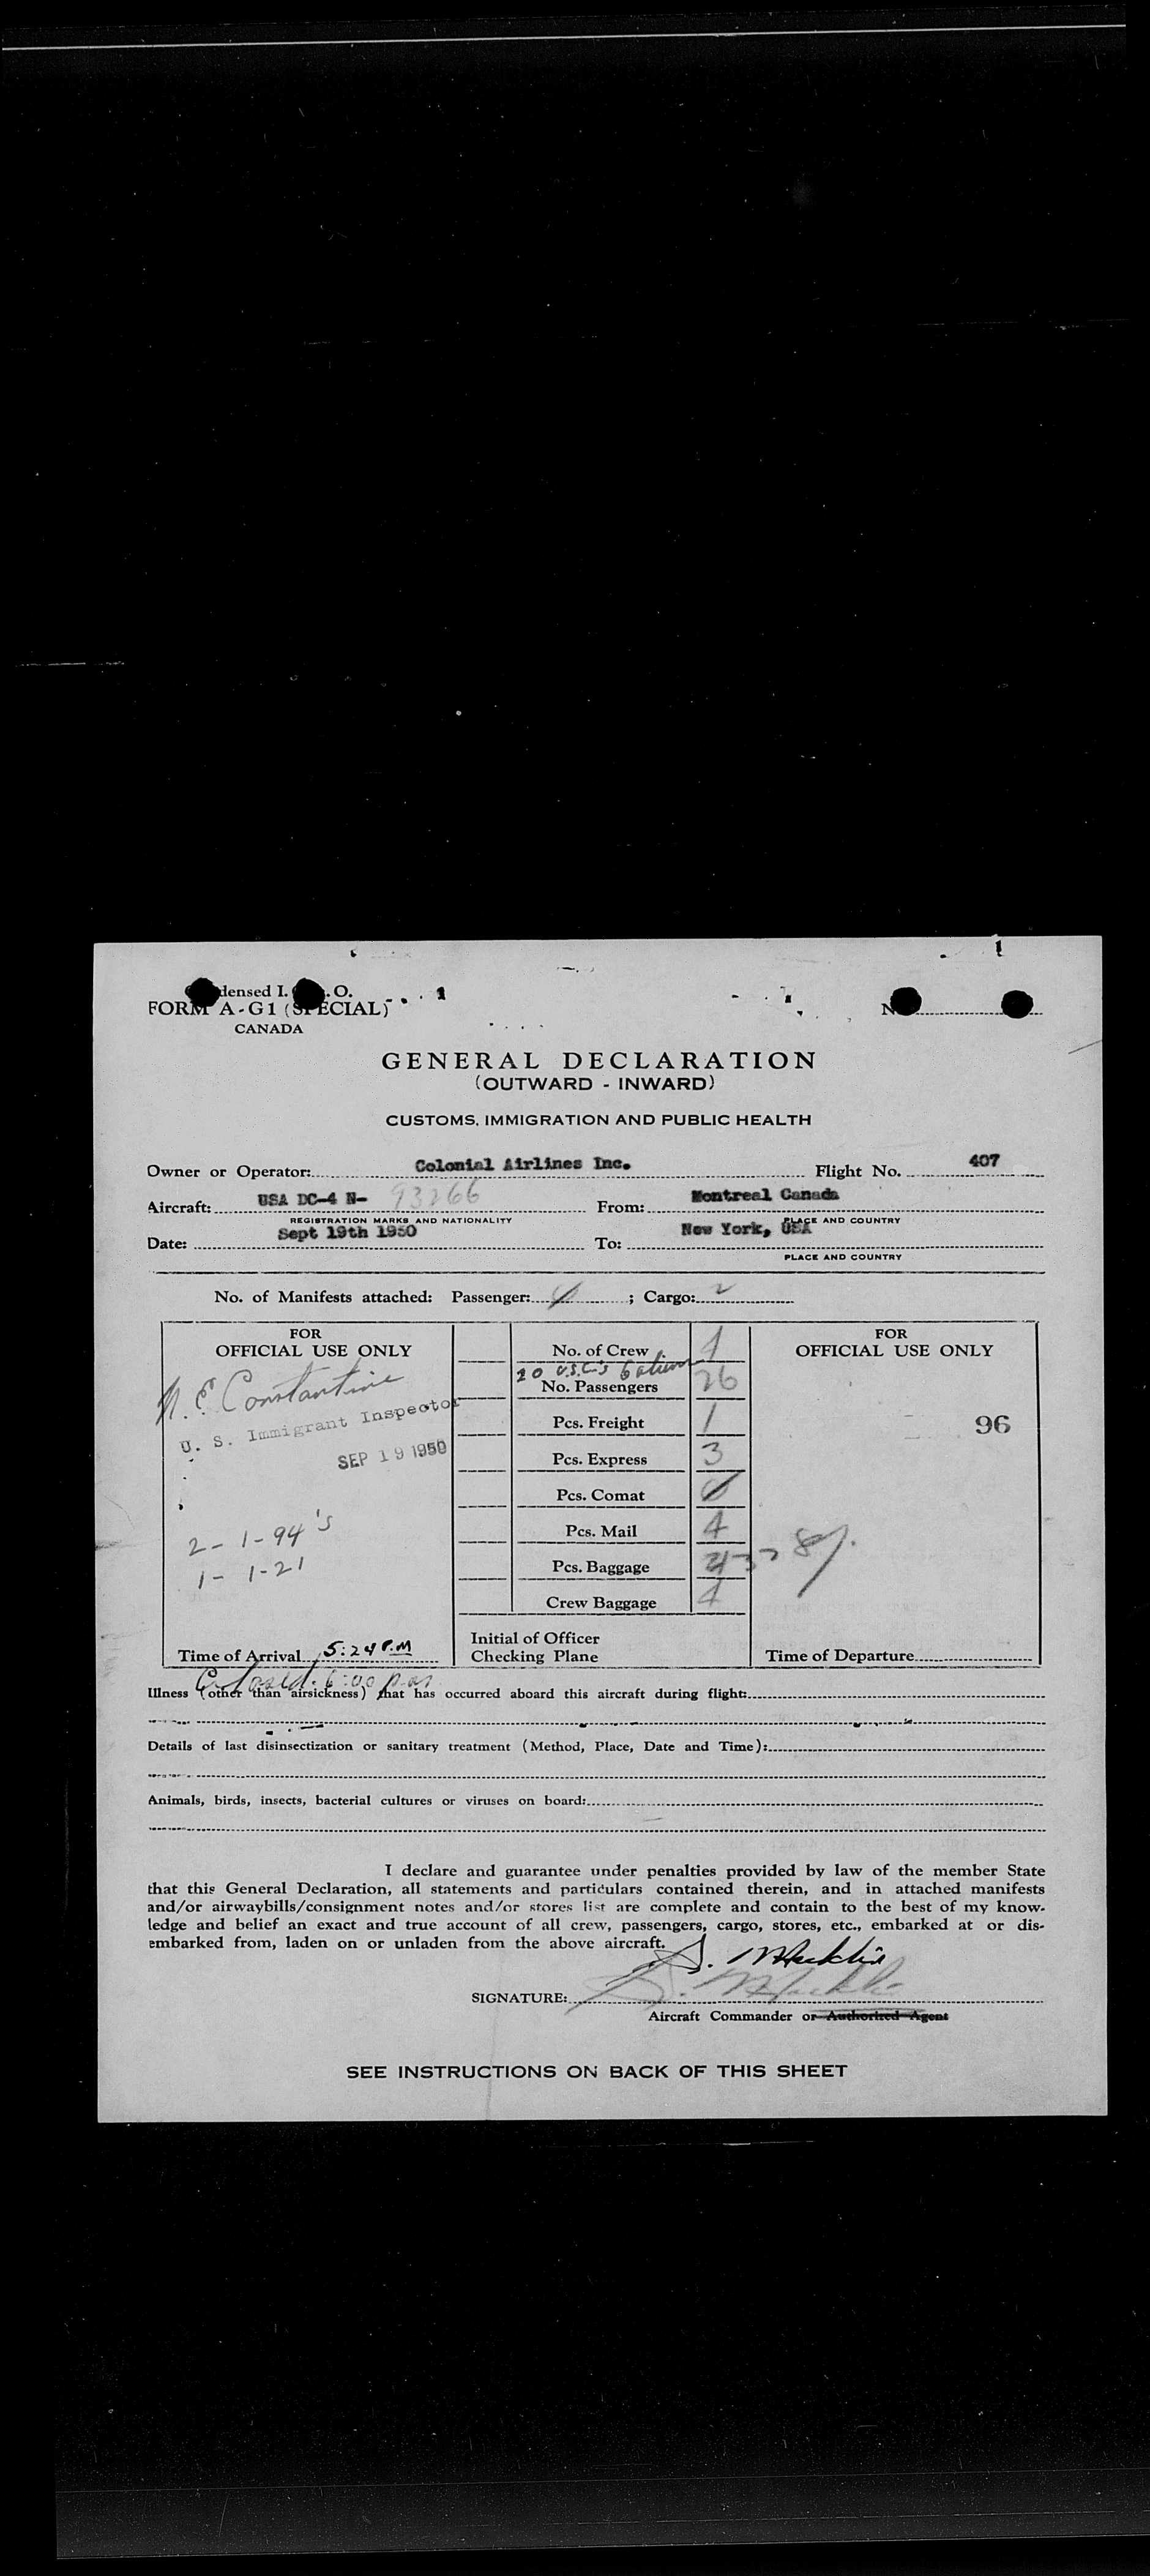 densed I. .O.
FORM A-G1 (SPECIAL)
CANADA
GENERAL DECLARATION
(OUTWARD - INWARD)
CUSTOMS, IMMIGRATION AND PUBLIC HEALTH
Owner or Operator: Colonial Airlines Inc. Flight No. 407
Aircraft: USA DC-4 N- 93266 From: Montreal Canada
REGISTRATION MARKS AND NATIONALITY PLACE AND COUNTRY
Date: Sept 19th 1950 To: New York, USA
PLACE AND COUNTRY
No. of Manifests attached: Passenger: ; Cargo: 2
FOR
OFFICIAL USE ONLY
N. E. Constantine
U. S. Immigrant Inspector
SEP 19 1950
2- 1-94's
1- 1-21
Time of Arrival 5:24 P.M
No. of Crew 4
20 U.S.C.'s 6 aliens
No. Passengers 26
Pcs. Freight 1
Pcs. Express 3
Pcs. Comat 0
Pcs. Mail 4
Pcs. Baggage
Crew Baggage 4
Initial of Officer
Checking Plane
FOR
OFFICIAL USE ONLY
96
Time of Departure
Closed. 6:00 p.m
Illness (other than airsickness) that has occurred aboard this aircraft during flight:
Details of last disinsectization or sanitary treatment (Method, Place, Date and Time):
Animals, birds, insects, bacterial cultures or viruses on board:
I declare and guarantee under penalties provided by law of the member State
that this General Declaration, all statements and particulars contained therein, and in attached manifests
and/or airwaybills/consignment notes and/or stores list are complete and contain to the best of my know-
ledge and belief an exact and true account of all crew, passengers, cargo, stores, etc., embarked at or dis-
embarked from, laden on or unladen from the above aircraft.
SIGNATURE:
Aircraft Commander or Authorized Agent
SEE INSTRUCTIONS ON BACK OF THIS SHEET